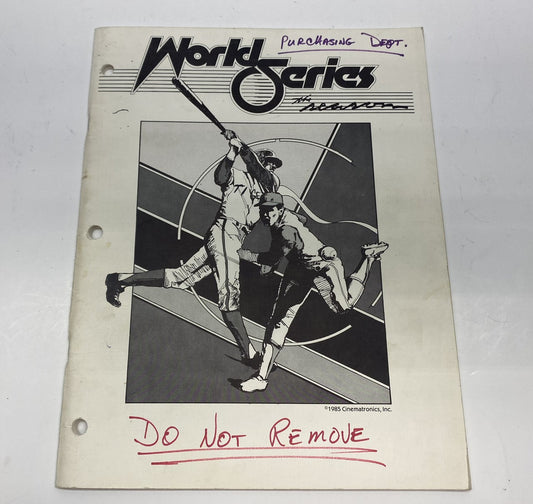 PURCHASING DEPT.
World Series
the season
©1985 Cinematronics, Inc.
DO NOT REMOVE